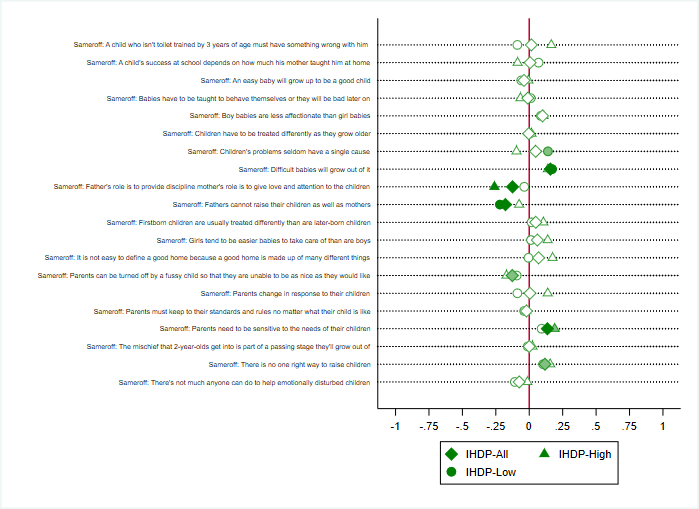 Sameroff: A child who isn't toilet trained by 3 years of age must have something wrong with him
Sameroff: A child's success at school depends on how much his mother taught him at home
Sameroff: An easy baby will grow up to be a good child
Sameroff: Babies have to be taught to behave themselves or they will be bad later on
Sameroff: Boy babies are less affectionate than girl babies
Sameroff: Children have to be treated differently as they grow older
Sameroff: Children's problems seldom have a single cause
Sameroff: Difficult babies will grow out of it
Sameroff: Father's role is to provide discipline mother's role is to give love and attention to the children
Sameroff: Fathers cannot raise their children as well as mothers
Sameroff: Firstborn children are usually treated differently than are later-born children
Sameroff: Girls tend to be easier babies to take care of than are boys
Sameroff: It is not easy to define a good home because a good home is made up of many different things
Sameroff: Parents can be turned off by a fussy child so that they are unable to be as nice as they would like
Sameroff: Parents change in response to their children
Sameroff: Parents must keep to their standards and rules no matter what their child is like
Sameroff: Parents need to be sensitive to the needs of their children
Sameroff: The mischief that 2-year-olds get into is part of a passing stage they'll grow out of
Sameroff: There is no one right way to raise children
Sameroff: There's not much anyone can do to help emotionally disturbed children
-1 -.75 -.5 -.25 0 .25 .5 .75 1
IHDP-All IHDP-High
IHDP-Low